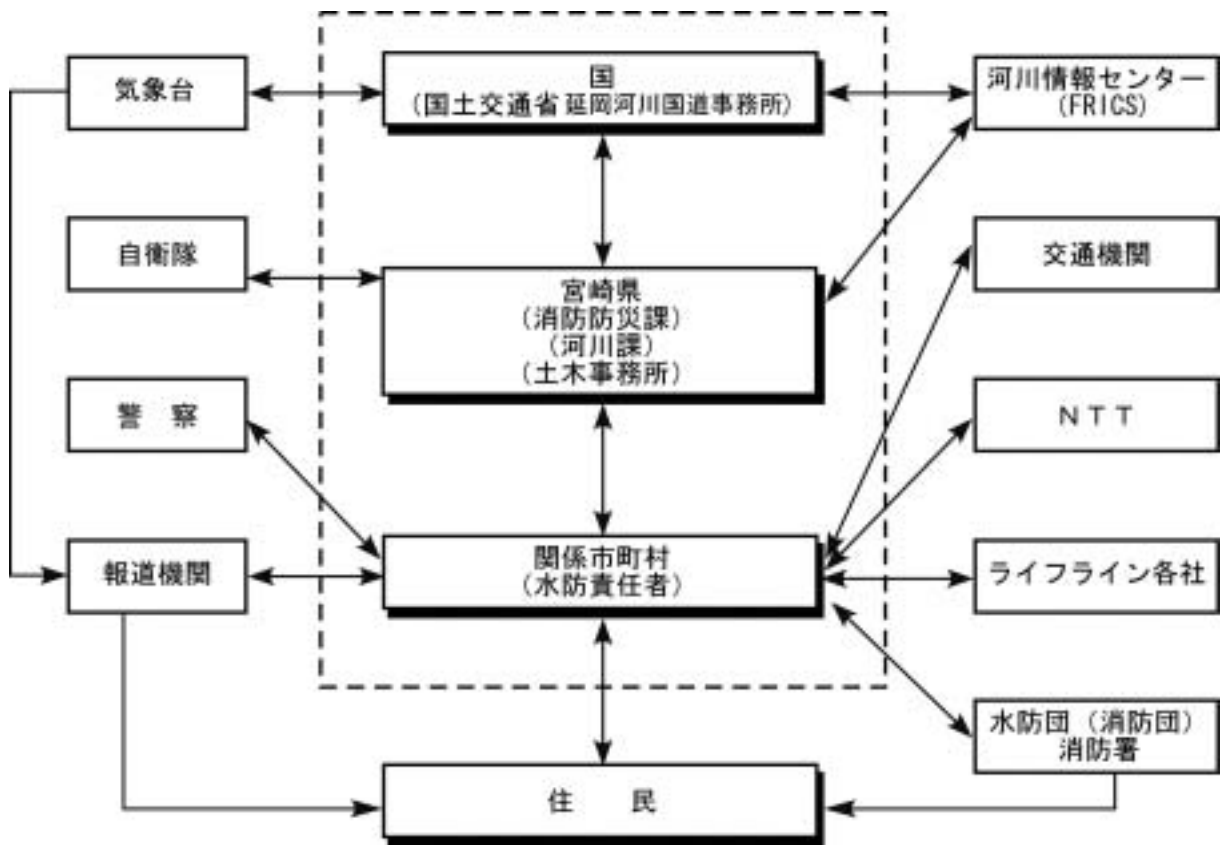 気象台
国
(国土交通省 延岡河川国道事務所)
河川情報センター
(FRICS)
自衛隊
宮崎県
(消防防災課)
(河川課)
(土木事務所)
交通機関
警　察
NTT
報道機関
関係市町村
(水防責任者)
ライフライン各社
水防団（消防団）
消防署
住　　民